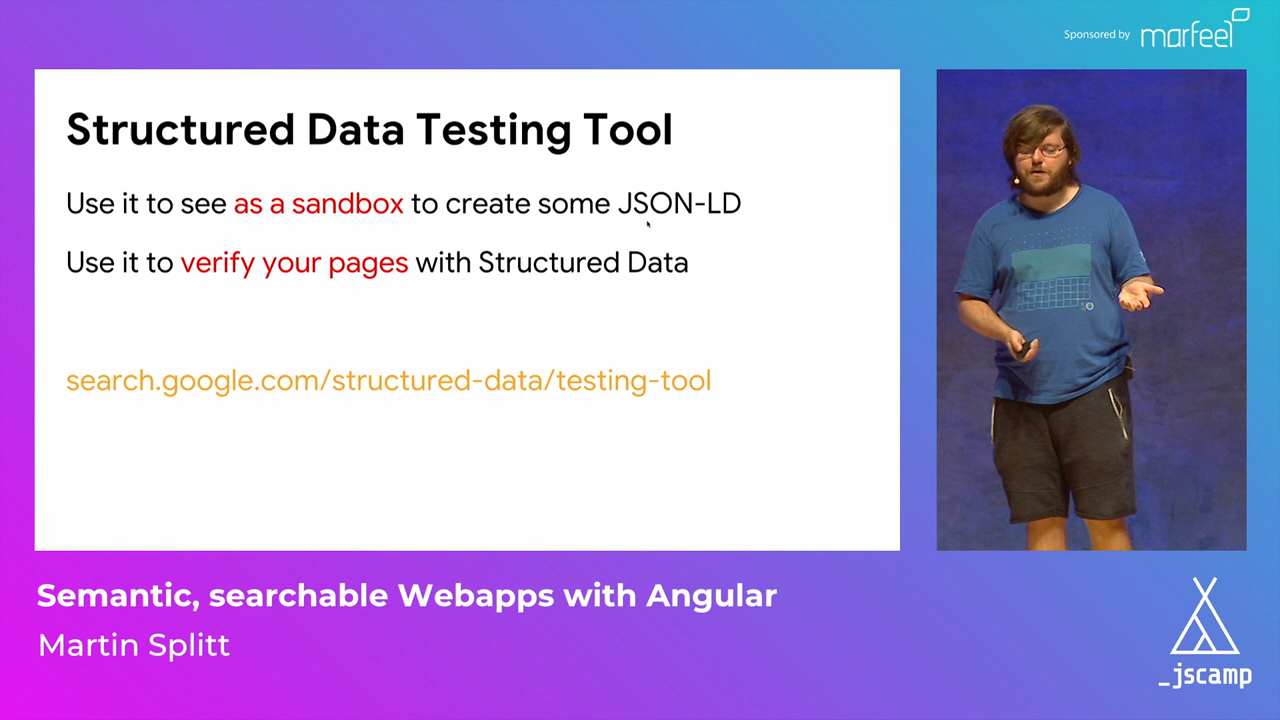 Sponsored by marfeel
Structured Data Testing Tool
Use it to see as a sandbox to create some JSON-LD
Use it to verify your pages with Structured Data
search.google.com/structured-data/testing-tool
Semantic, searchable Webapps with Angular
Martin Splitt
_jscamp